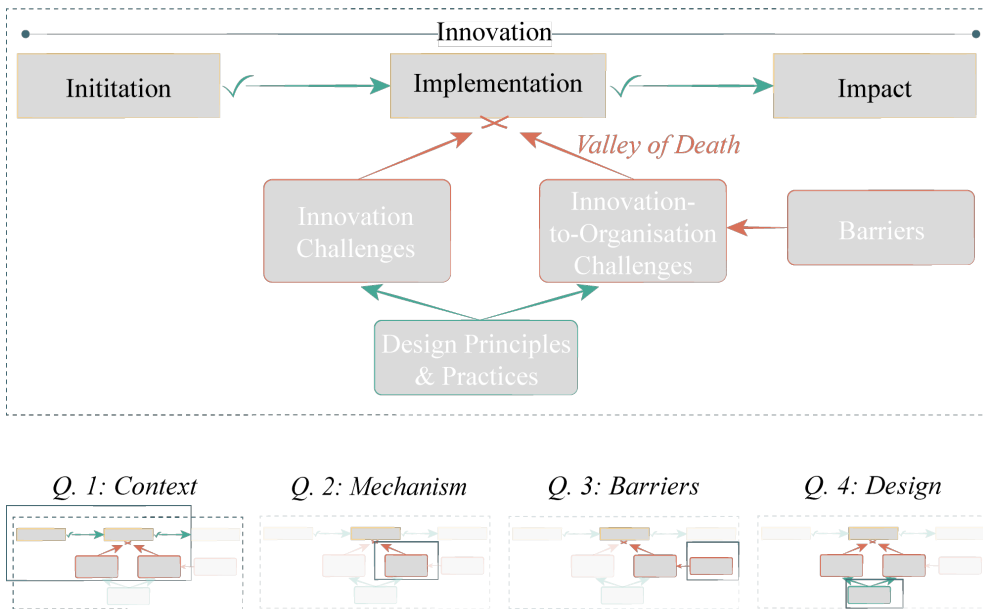 Innovation
Inititation
Implementation
Impact
Valley of Death
Innovation
Challenges
Innovation-
to-Organisation
Challenges
Barriers
Design Principles
& Practices
Q. 1: Context
Q. 2: Mechanism
Q. 3: Barriers
Q. 4: Design